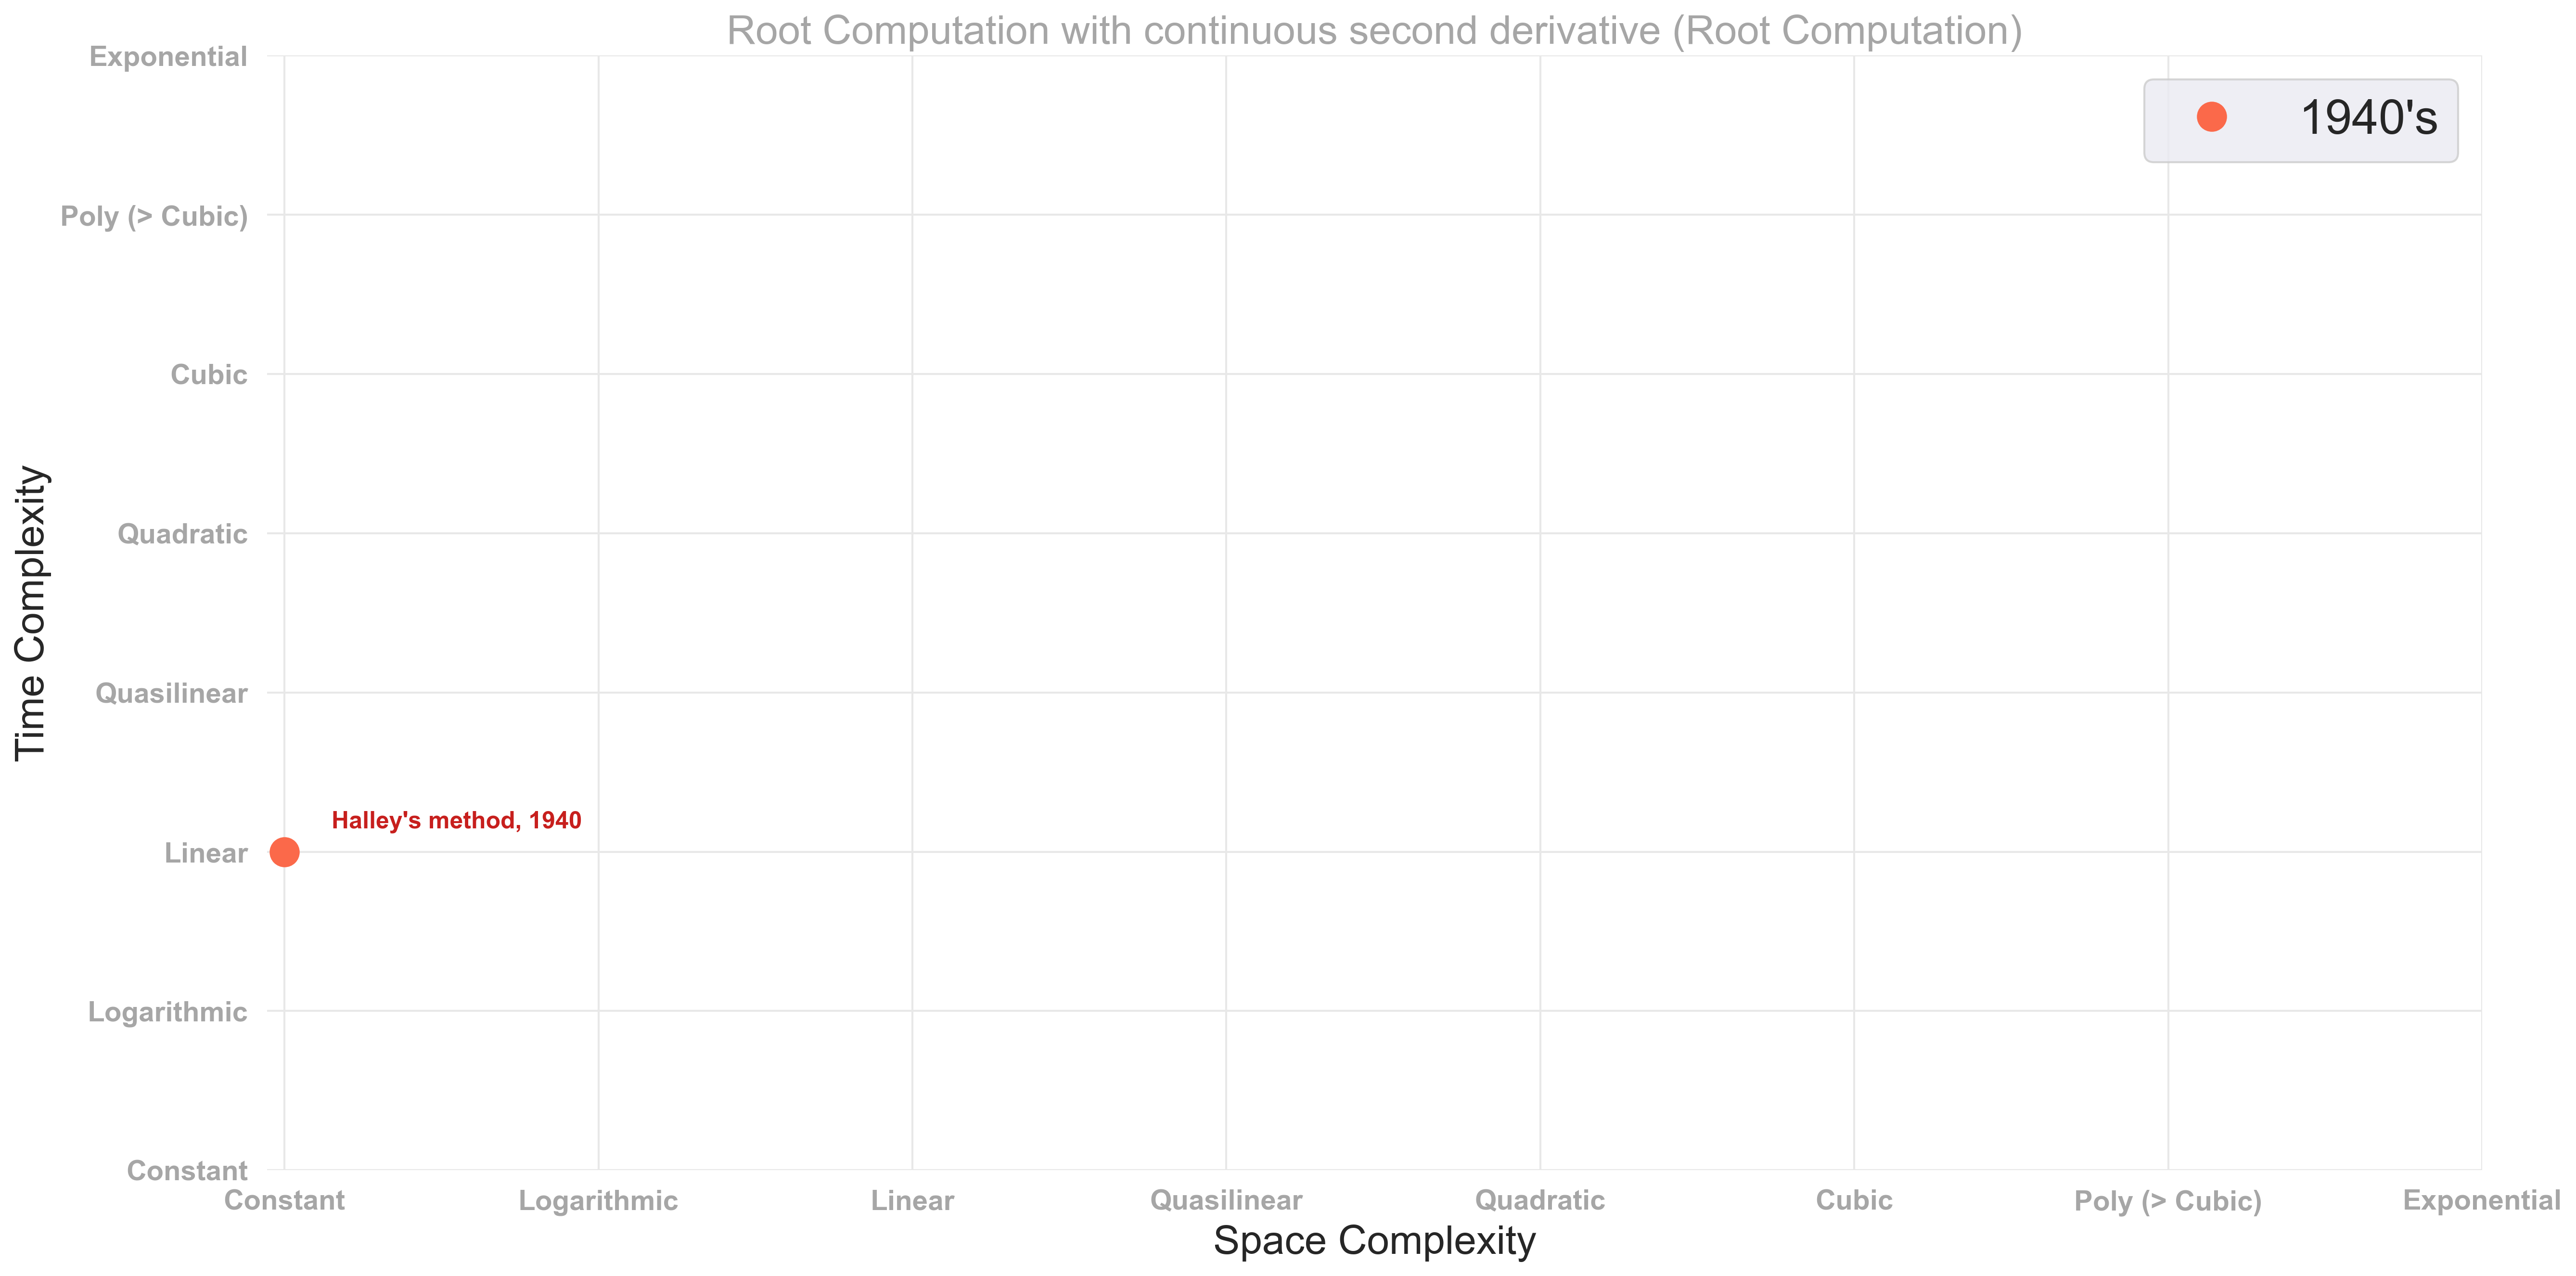 Root Computation with continuous second derivative (Root Computation)
1940's
Time Complexity
Exponential
Poly (> Cubic)
Cubic
Quadratic
Quasilinear
Linear
Logarithmic
Constant
Halley's method, 1940
Constant Logarithmic Linear Quasilinear Quadratic Cubic Poly (> Cubic) Exponential
Space Complexity